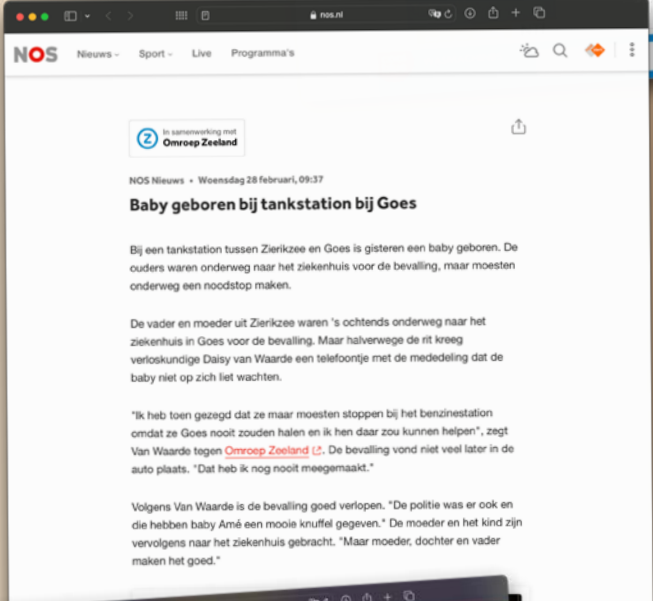 nos.nl
NOS Nieuws Sport Live Programma's
In samenwerking met
Omroep Zeeland
NOS Nieuws • Woensdag 28 februari, 09:37
Baby geboren bij tankstation bij Goes
Bij een tankstation tussen Zierikzee en Goes is gisteren een baby geboren. De
ouders waren onderweg naar het ziekenhuis voor de bevalling, maar moesten
onderweg een noodstop maken.
De vader en moeder uit Zierikzee waren 's ochtends onderweg naar het
ziekenhuis in Goes voor de bevalling. Maar halverwege de rit kreeg
verloskundige Daisy van Waarde een telefoontje met de mededeling dat de
baby niet op zich liet wachten.
"Ik heb toen gezegd dat ze maar moesten stoppen bij het benzinestation
omdat ze Goes nooit zouden halen en ik hen daar zou kunnen helpen", zegt
Van Waarde tegen Omroep Zeeland. De bevalling vond niet veel later in de
auto plaats. "Dat heb ik nog nooit meegemaakt."
Volgens Van Waarde is de bevalling goed verlopen. "De politie was er ook en
die hebben baby Amé een mooie knuffel gegeven." De moeder en het kind zijn
vervolgens naar het ziekenhuis gebracht. "Maar moeder, dochter en vader
maken het goed."